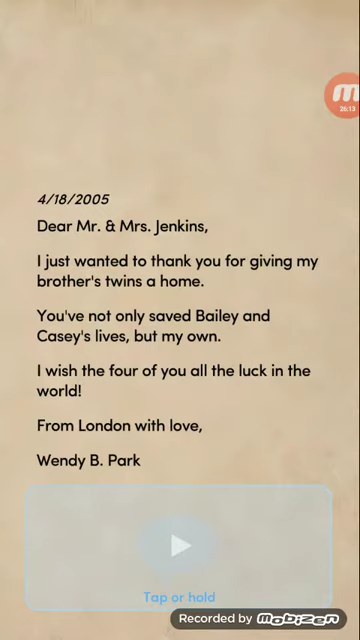 M
26:13
4/18/2005
Dear Mr. & Mrs. Jenkins,
I just wanted to thank you for giving my
brother's twins a home.
You've not only saved Bailey and
Casey's lives, but my own.
I wish the four of you all the luck in the
world!
From London with love,
Wendy B. Park
Tap or hold
Recorded by Mobizen